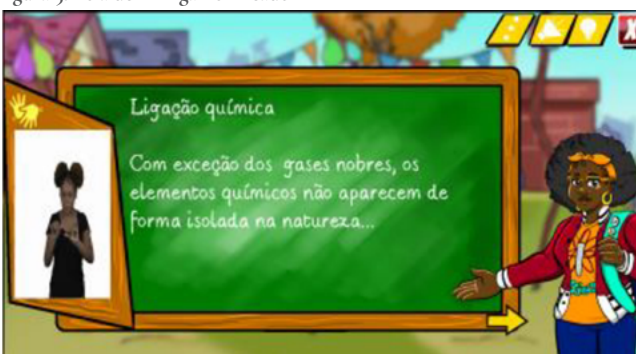 Ligação química
Com exceção dos gases nobres, os
elementos químicos não aparecem de
forma isolada na natureza...
X